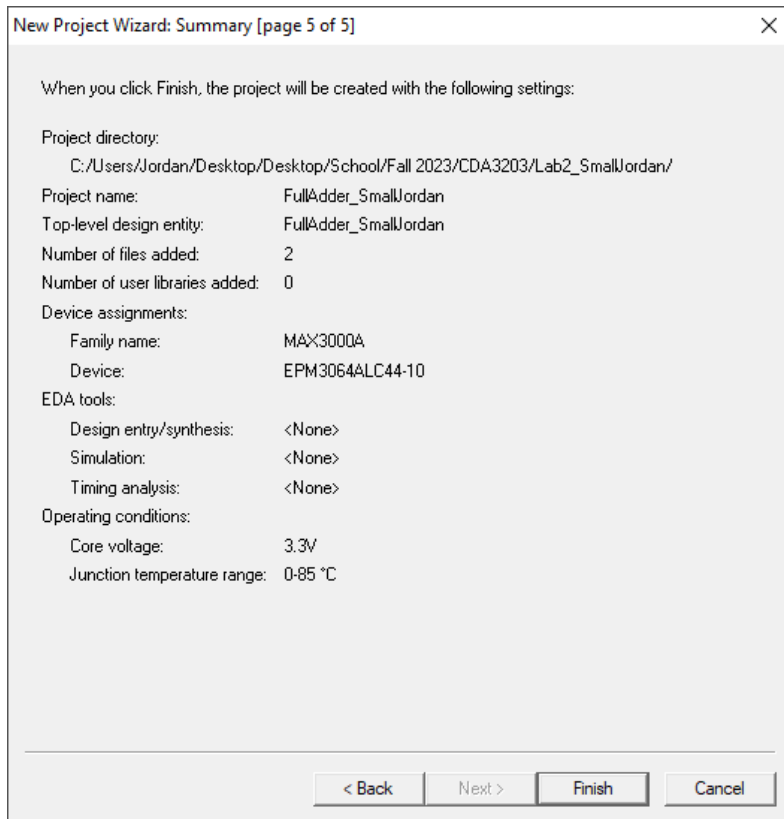 New Project Wizard: Summary [page 5 of 5]
When you click Finish, the project will be created with the following settings:
Project directory:
C:/Users/Jordan/Desktop/Desktop/School/Fall 2023/CDA3203/Lab2_SmallJordan/
Project name: FullAdder_SmallJordan
Top-level design entity: FullAdder_SmallJordan
Number of files added: 2
Number of user libraries added: 0
Device assignments:
Family name: MAX3000A
Device: EPM3064ALC44-10
EDA tools:
Design entry/synthesis: <None>
Simulation: <None>
Timing analysis: <None>
Operating conditions:
Core voltage: 3.3V
Junction temperature range: 0-85 °C
< Back Next > Finish Cancel